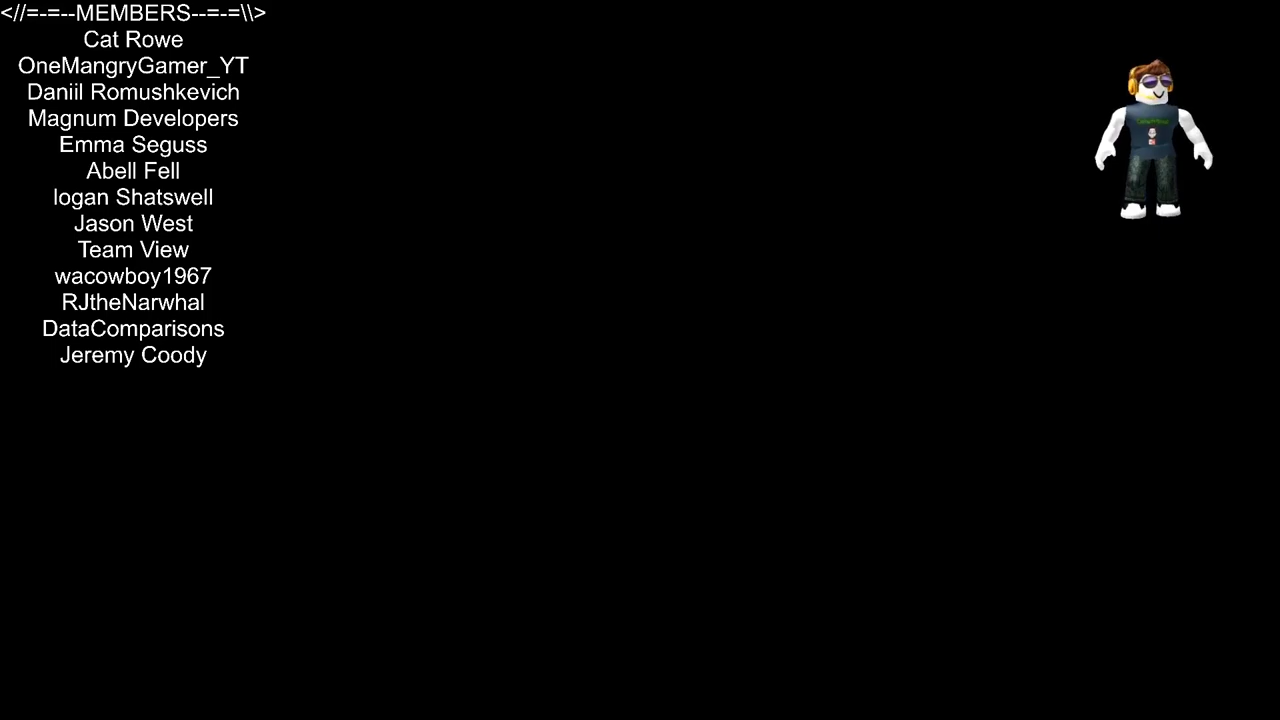 <//=-=--MEMBERS--=-=\\>
Cat Rowe
OneMangryGamer_YT
Daniil Romushkevich
Magnum Developers
Emma Seguss
Abell Fell
logan Shatswell
Jason West
Team View
wacowboy1967
RJtheNarwhal
DataComparisons
Jeremy Coody